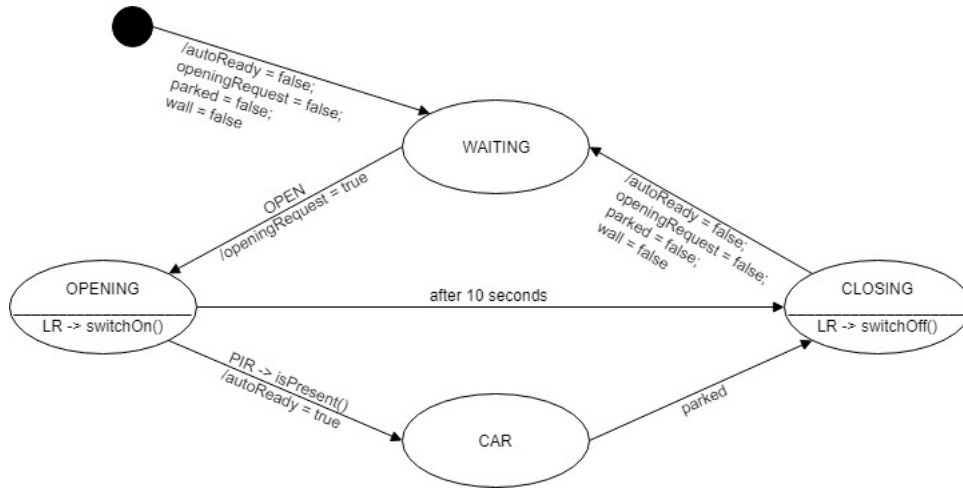 /autoReady = false;
openingRequest = false;
parked = false;
wall = false
WAITING
OPEN
/openingRequest = true
/autoReady = false;
openingRequest = false;
parked = false;
wall = false
OPENING
LR -> switchOn()
after 10 seconds
CLOSING
LR -> switchOff()
PIR -> isPresent()
/autoReady = true
CAR
parked